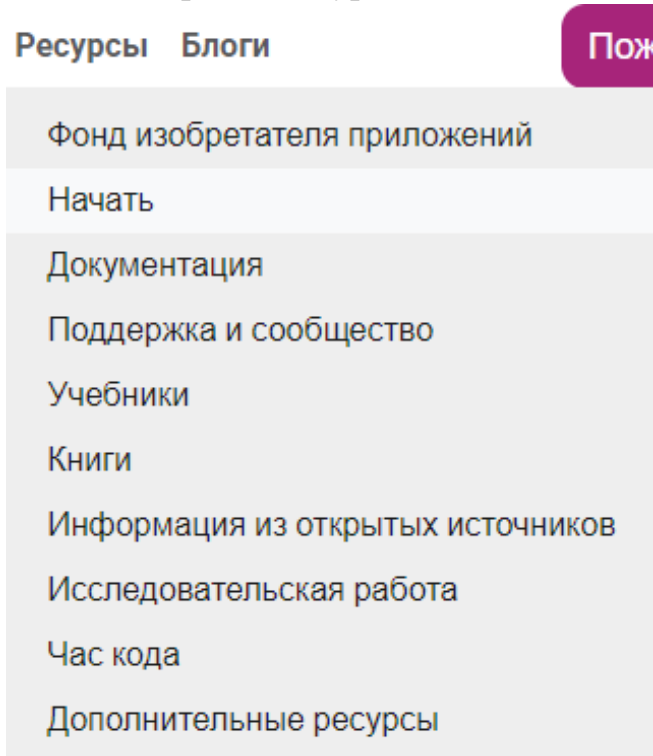 Ресурсы Блоги Пож
Фонд изобретателя приложений
Начать
Документация
Поддержка и сообщество
Учебники
Книги
Информация из открытых источников
Исследовательская работа
Час кода
Дополнительные ресурсы